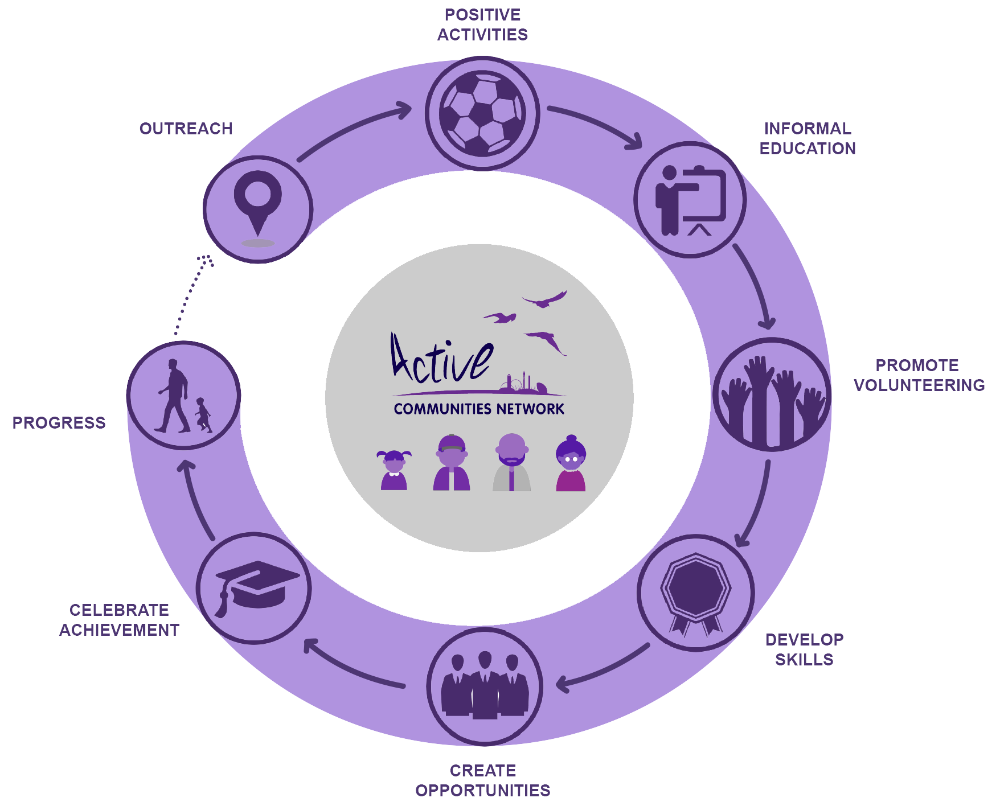 POSITIVE
ACTIVITIES
OUTREACH
INFORMAL
EDUCATION
PROMOTE
VOLUNTEERING
DEVELOP
SKILLS
CREATE
OPPORTUNITIES
CELEBRATE
ACHIEVEMENT
PROGRESS
Active
COMMUNITIES NETWORK